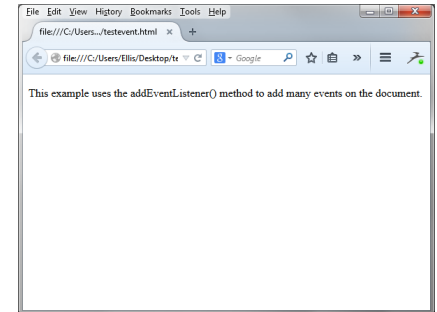 File Edit View History Bookmarks Tools Help
file:///C:/Users.../testevent.html × +
file:///C:/Users/Ellis/Desktop/te 8 Google »
This example uses the addEventListener() method to add many events on the document.